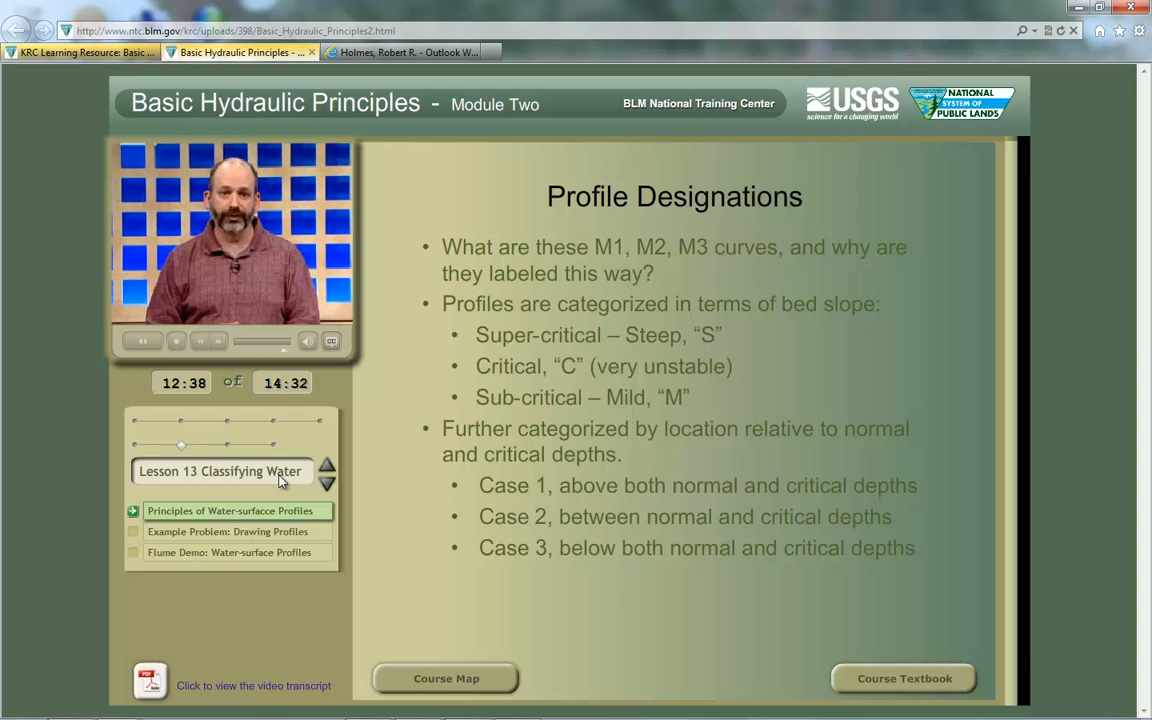 http://www.ntc.blm.gov/krc/uploads/398/Basic_Hydraulic_Principles2.html
KRC Learning Resource: Basic ...
Basic Hydraulic Principles - ...
Holmes, Robert R. - Outlook W...
Basic Hydraulic Principles - Module Two
BLM National Training Center
USGS
science for a changing world
NATIONAL
SYSTEM OF
PUBLIC LANDS
Profile Designations
• What are these M1, M2, M3 curves, and why are
they labeled this way?
• Profiles are categorized in terms of bed slope:
• Super-critical – Steep, “S”
• Critical, “C” (very unstable)
• Sub-critical – Mild, “M”
• Further categorized by location relative to normal
and critical depths.
• Case 1, above both normal and critical depths
• Case 2, between normal and critical depths
• Case 3, below both normal and critical depths
CC
12:38 of 14:32
Lesson 13 Classifying Water
Principles of Water-surfacce Profiles
Example Problem: Drawing Profiles
Flume Demo: Water-surface Profiles
PDF
Click to view the video transcript
Course Map
Course Textbook